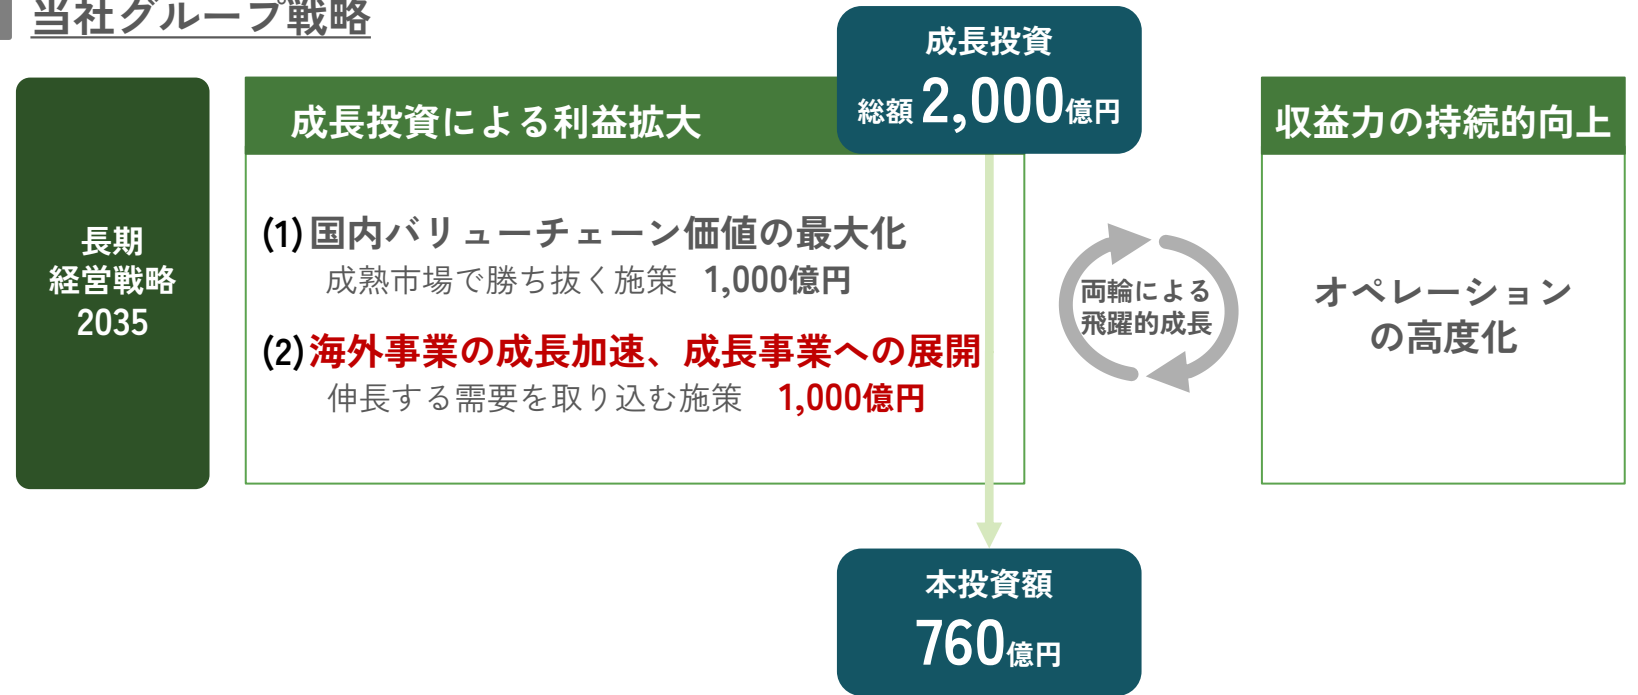 当社グループ戦略
成長投資
総額 2,000億円
長期
経営戦略
2035
成長投資による利益拡大
(1) 国内バリューチェーン価値の最大化
成熟市場で勝ち抜く施策 1,000億円
(2) 海外事業の成長加速、成長事業への展開
伸長する需要を取り込む施策 1,000億円
両輪による
飛躍的成長
収益力の持続的向上
オペレーション
の高度化
本投資額
760億円